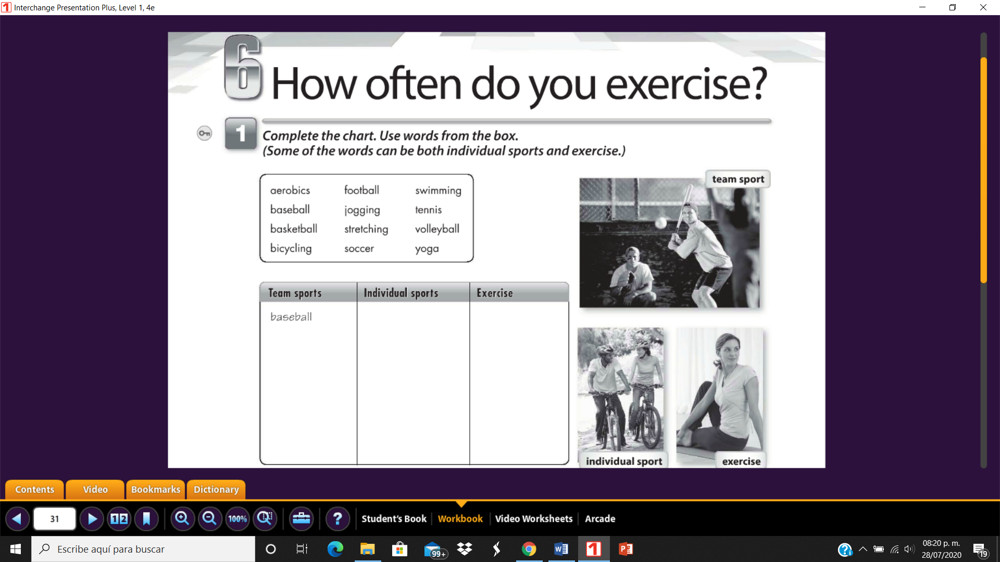 Interchange Presentation Plus, Level 1, 4e
6 How often do you exercise?
1 Complete the chart. Use words from the box.
(Some of the words can be both individual sports and exercise.)
aerobics football swimming
baseball jogging tennis
basketball stretching volleyball
bicycling soccer yoga
team sport
Team sports Individual sports Exercise
baseball
individual sport exercise
Contents Video Bookmarks Dictionary
31 12 100% ? Student's Book Workbook Video Worksheets Arcade
Escribe aquí para buscar
99+
08:20 p. m.
28/07/2020
19